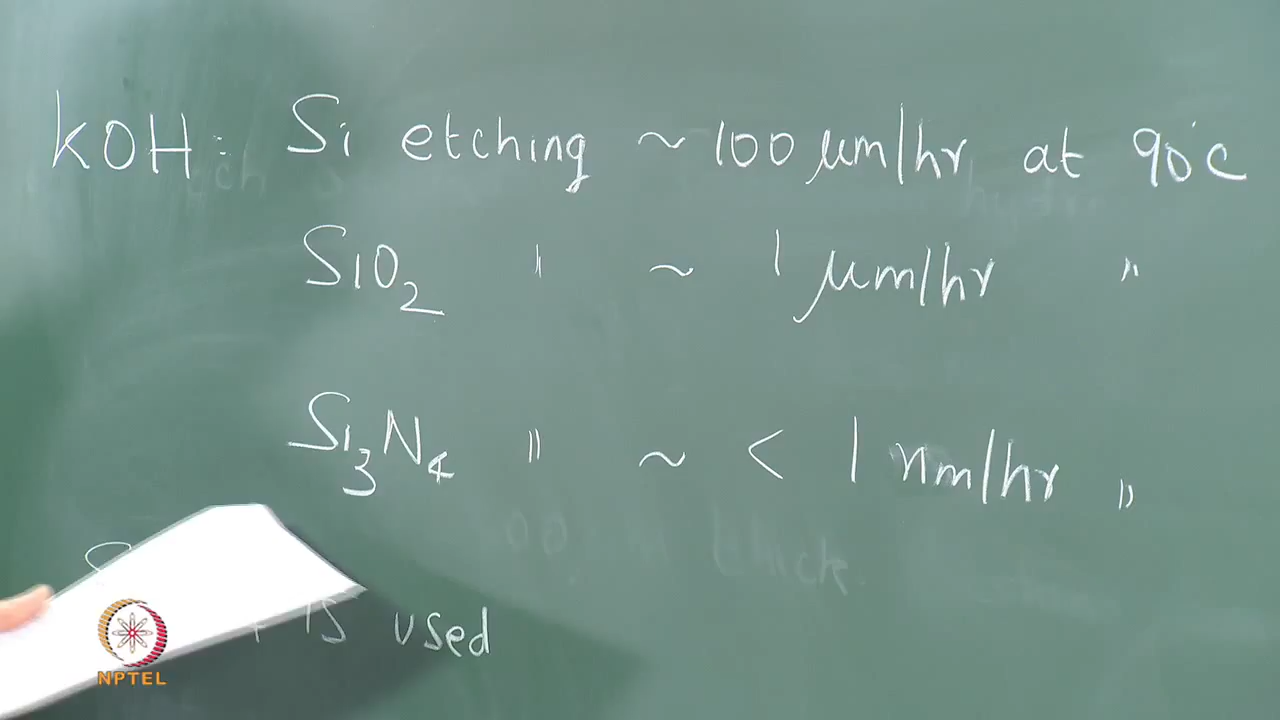 KOH: Si etching ~ 100 μm/hr at 90°C
SiO2 " ~ 1 μm/hr "
Si3N4 " ~ < 1 nm/hr "
is used
NPTEL